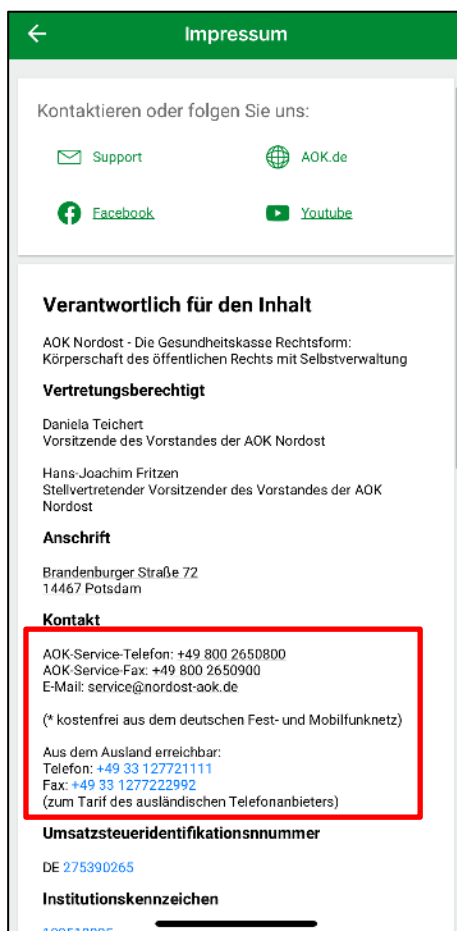 Impressum
Kontaktieren oder folgen Sie uns:
Support
AOK.de
Facebook
Youtube
Verantwortlich für den Inhalt
AOK Nordost - Die Gesundheitskasse Rechtsform:
Körperschaft des öffentlichen Rechts mit Selbstverwaltung
Vertretungsberechtigt
Daniela Teichert
Vorsitzende des Vorstandes der AOK Nordost
Hans-Joachim Fritzen
Stellvertretender Vorsitzender des Vorstandes der AOK
Nordost
Anschrift
Brandenburger Straße 72
14467 Potsdam
Kontakt
AOK-Service-Telefon: +49 800 2650800
AOK-Service-Fax: +49 800 2650900
E-Mail: service@nordost-aok.de
(* kostenfrei aus dem deutschen Fest- und Mobilfunknetz)
Aus dem Ausland erreichbar:
Telefon: +49 33 127721111
Fax: +49 33 1277222992
(zum Tarif des ausländischen Telefonanbieters)
Umsatzsteueridentifikationsnnummer
DE 275390265
Institutionskennzeichen